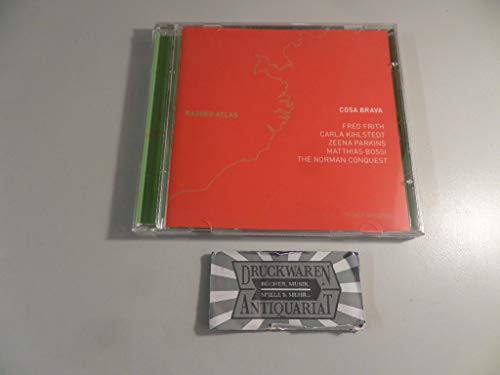 RAGGED ATLAS
COSA BRAVA
FRED FRITH
CARLA KIHLSTEDT
ZEENA PARKINS
MATTHIAS BOSSI
THE NORMAN CONQUEST
DRUCKWAREN
BÜCHER, MUSIK,
SPIELE & MEHR...
ANTIQUARIAT